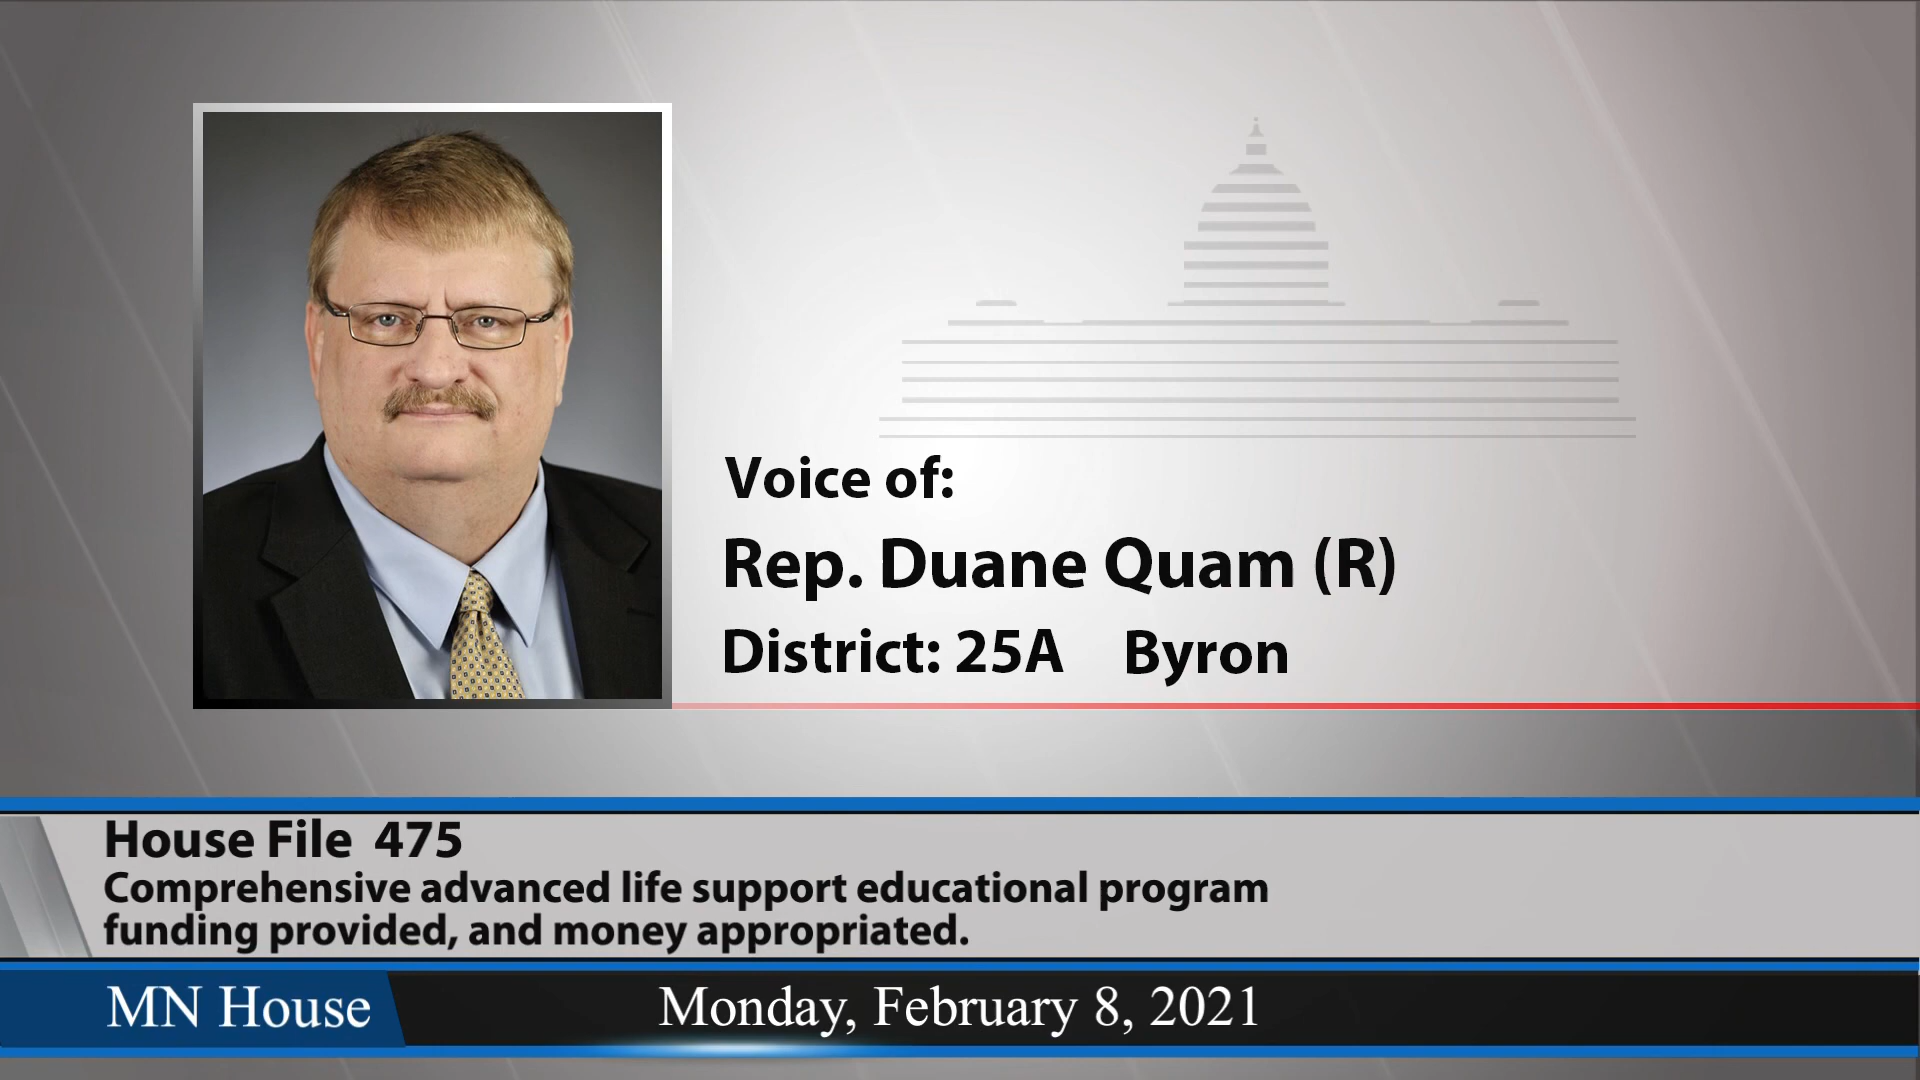 Voice of:
Rep. Duane Quam (R)
District: 25A Byron
House File 475
Comprehensive advanced life support educational program
funding provided, and money appropriated.
MN House
Monday, February 8, 2021